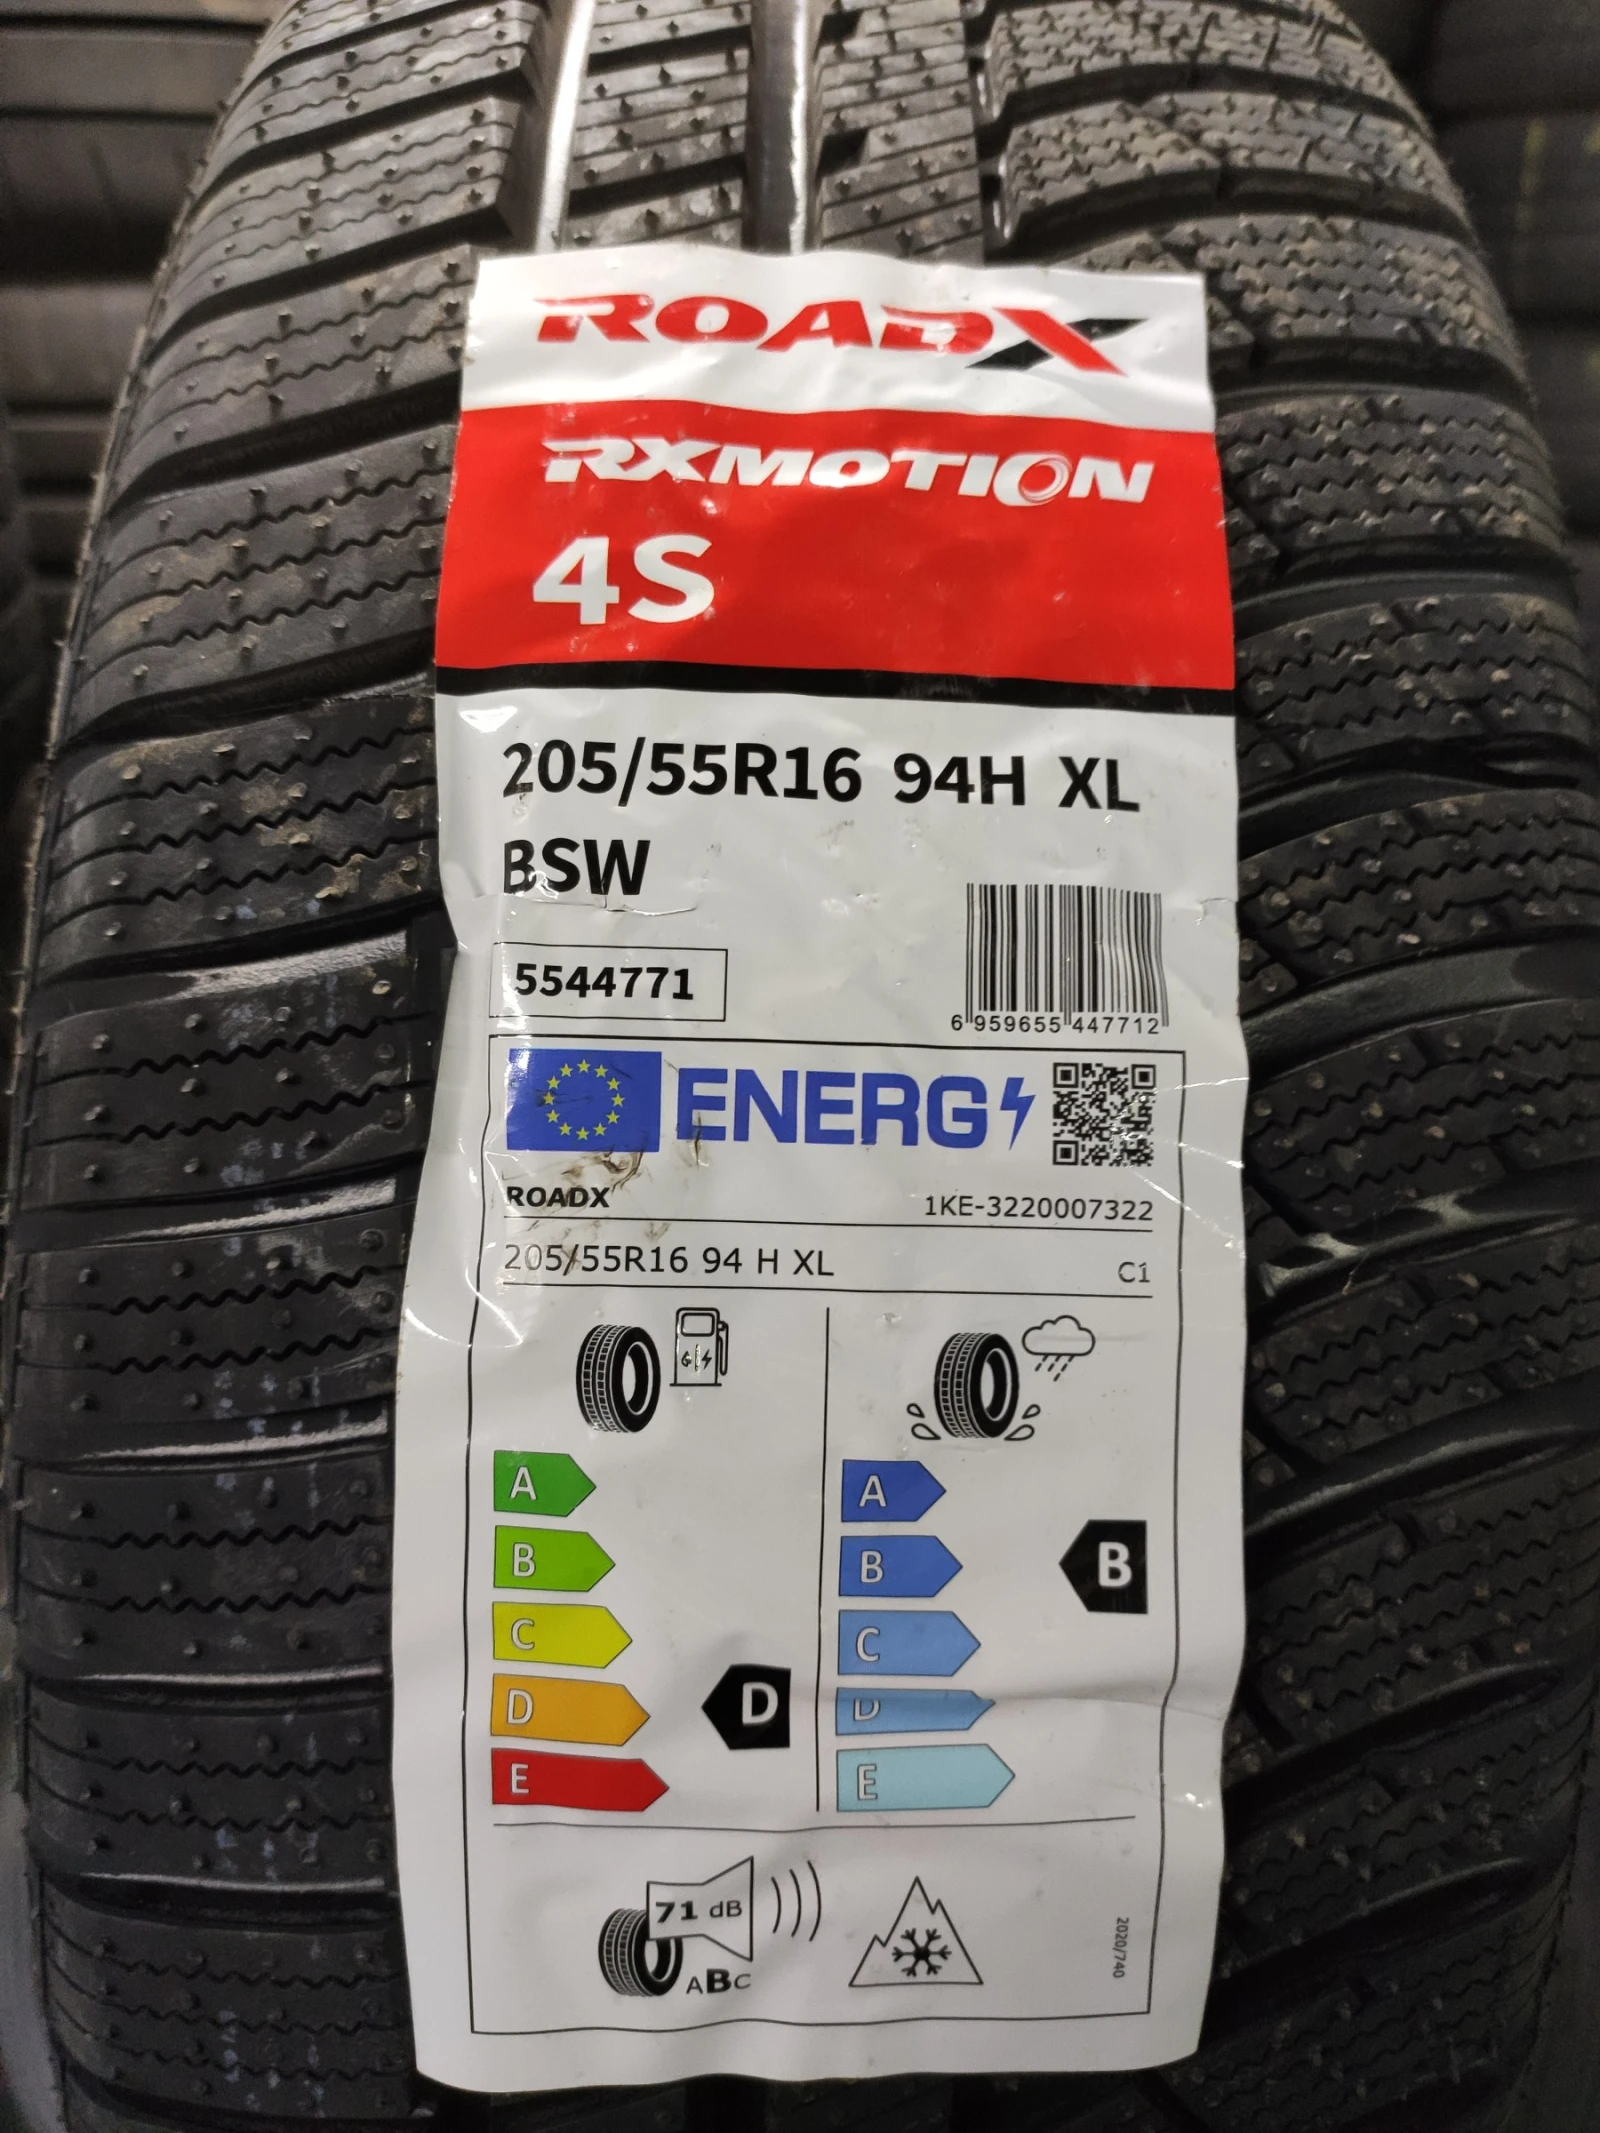 ROADX
RXMOTION
4S
205/55R16 94H XL
BSW
5544771
6 959655 447712
ENERG
ROADX 1KE-3220007322
205/55R16 94 H XL C1
A A
B B B
C C
D D D
E E
71 dB
ABC
2020/740